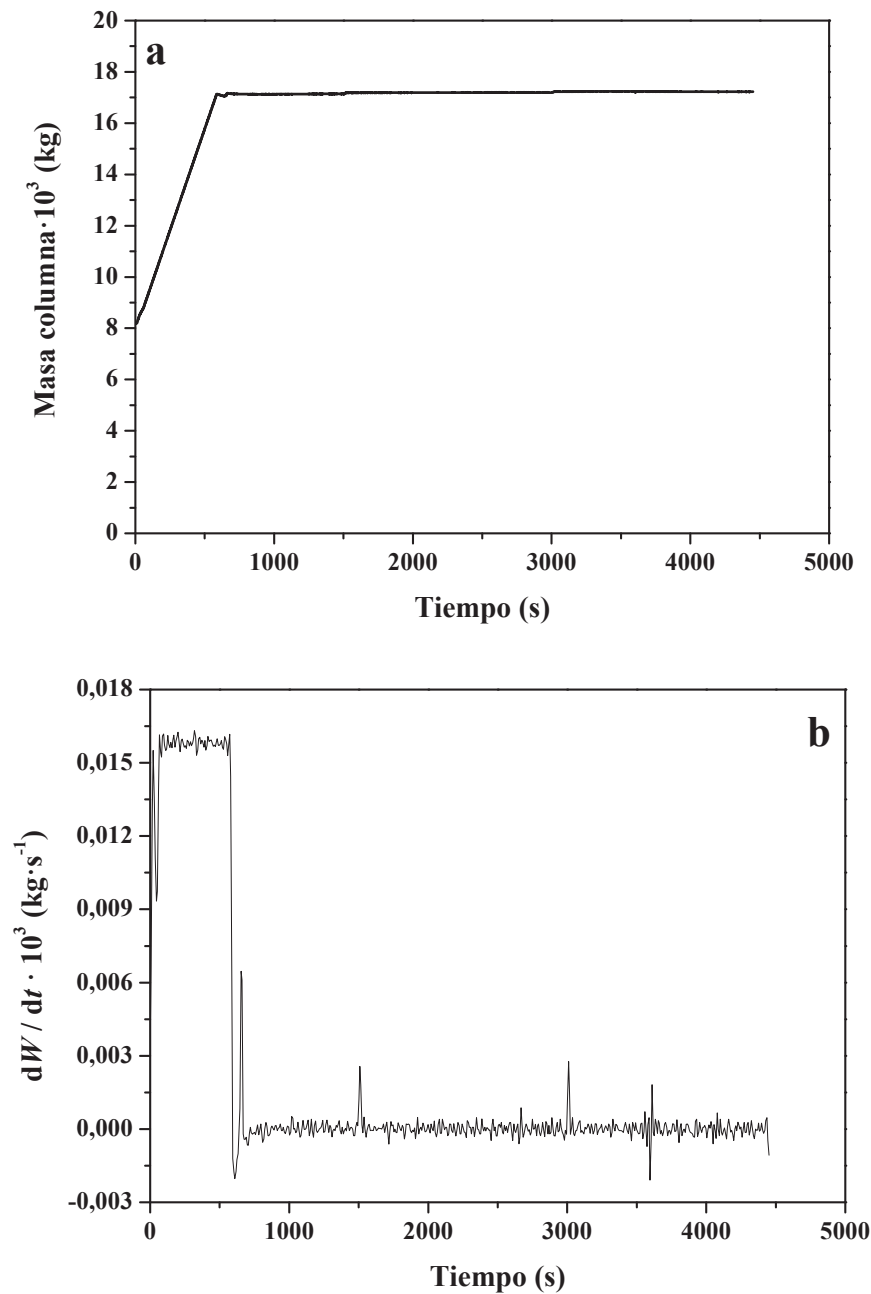 a
20
18
16
14
12
10
8
6
4
2
0
Masa columna·10³ (kg)
0 1000 2000 3000 4000 5000
Tiempo (s)
b
0,018
0,015
0,012
0,009
0,006
0,003
0,000
-0,003
dW / dt · 10³ (kg·s⁻¹)
0 1000 2000 3000 4000 5000
Tiempo (s)